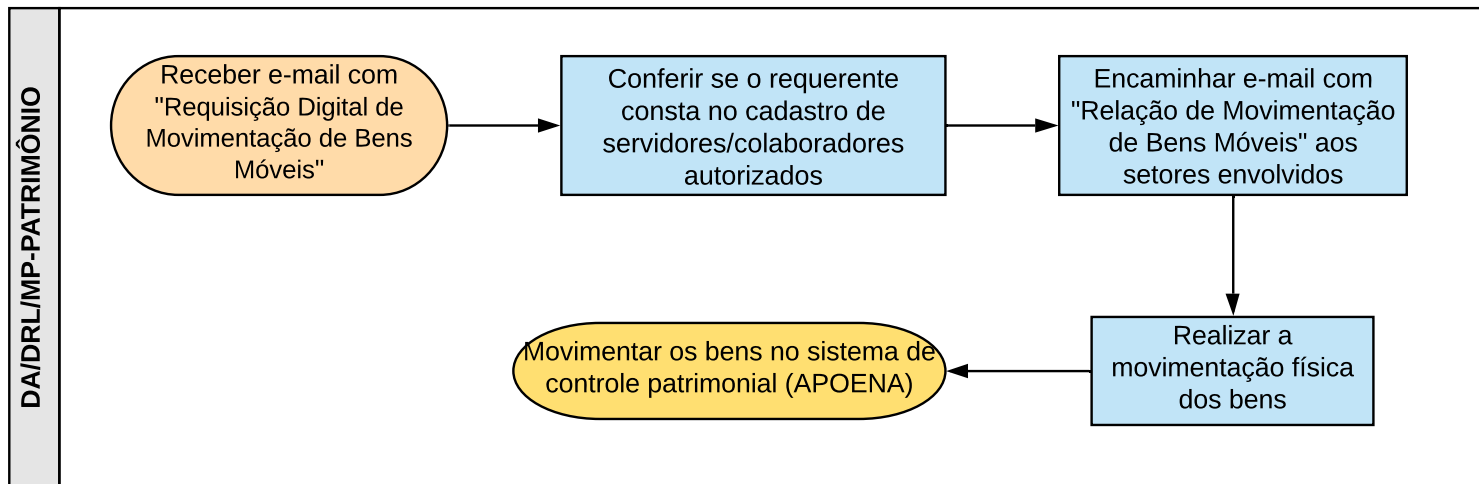 DA/DRL/MP-PATRIMÔNIO
Receber e-mail com
"Requisição Digital de
Movimentação de Bens
Móveis"
Conferir se o requerente
consta no cadastro de
servidores/colaboradores
autorizados
Encaminhar e-mail com
"Relação de Movimentação
de Bens Móveis" aos
setores envolvidos
Realizar a
movimentação física
dos bens
Movimentar os bens no sistema de
controle patrimonial (APOENA)